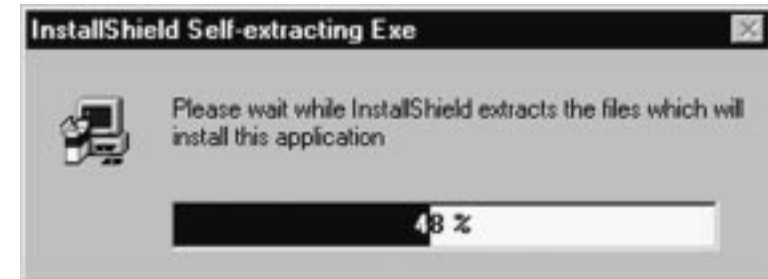 InstallShield Self-extracting Exe
Please wait while InstallShield extracts the files which will
install this application
48 %